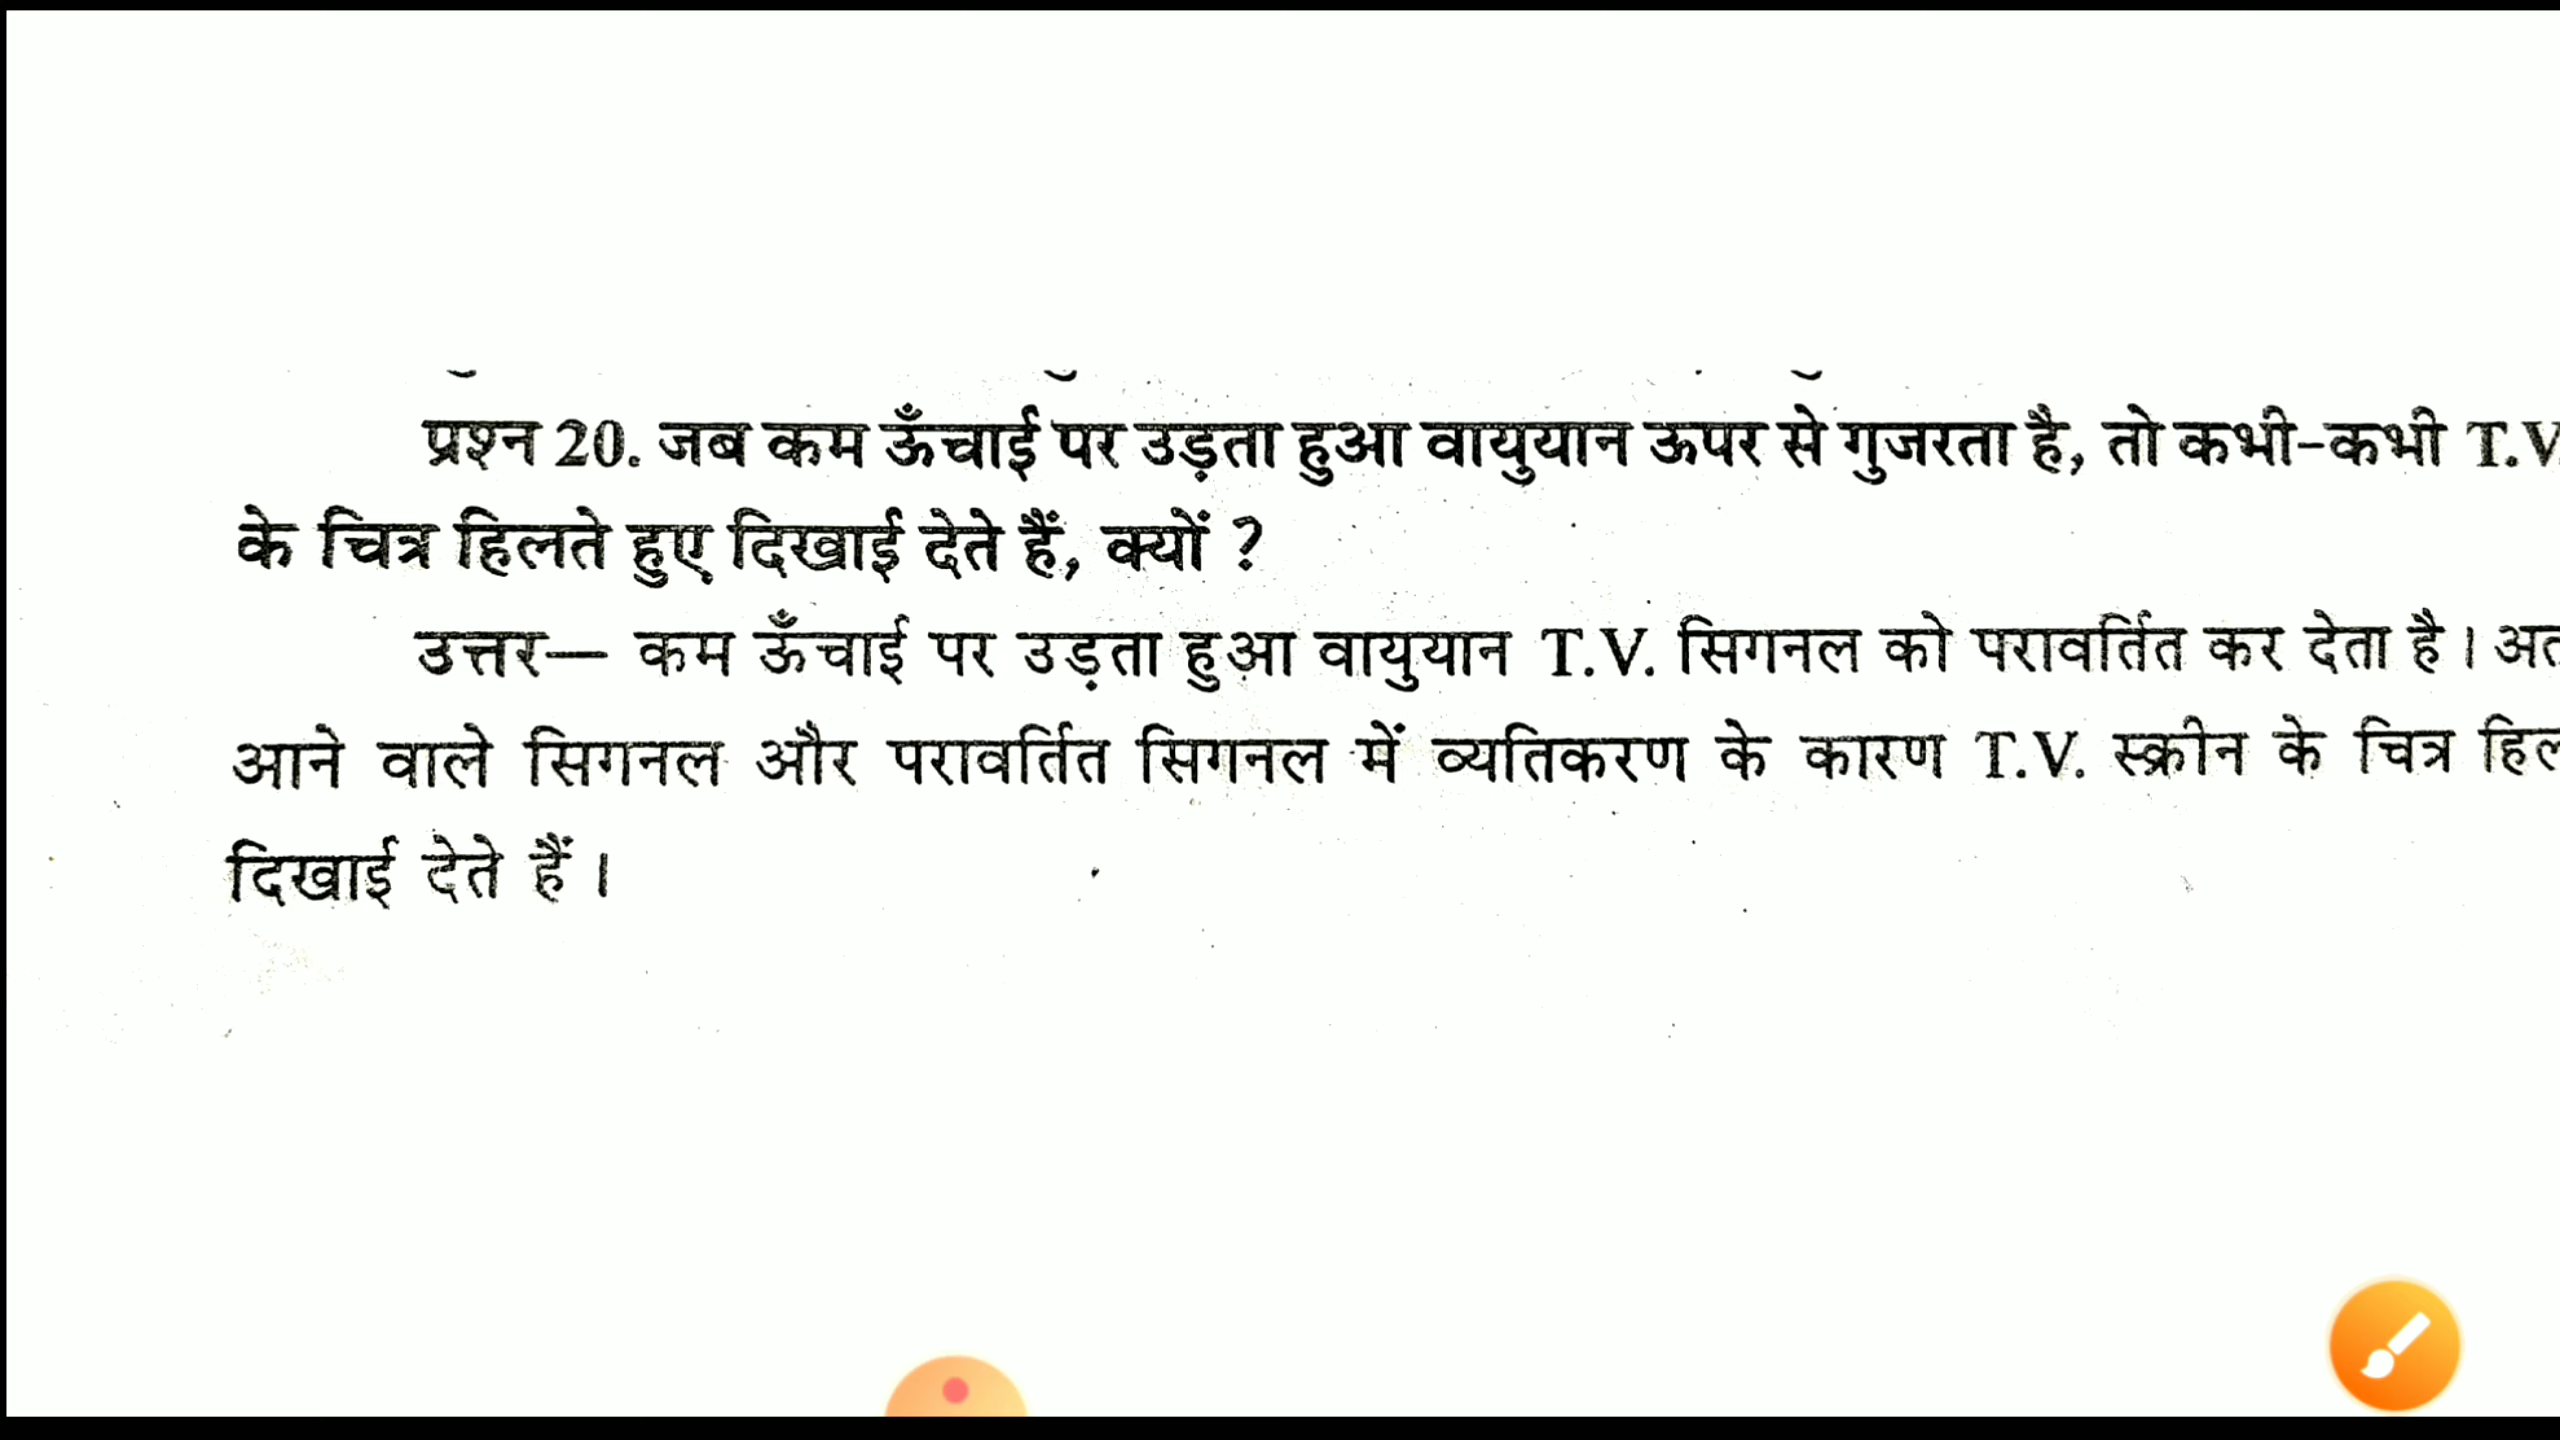 प्रश्न 20. जब कम ऊँचाई पर उड़ता हुआ वायुयान ऊपर से गुजरता है, तो कभी-कभी T.V
के चित्र हिलते हुए दिखाई देते हैं, क्यों ?
उत्तर— कम ऊँचाई पर उड़ता हुआ वायुयान T.V. सिगनल को परावर्तित कर देता है। अत
आने वाले सिगनल और परावर्तित सिगनल में व्यतिकरण के कारण T.V. स्क्रीन के चित्र हिल
दिखाई देते हैं।